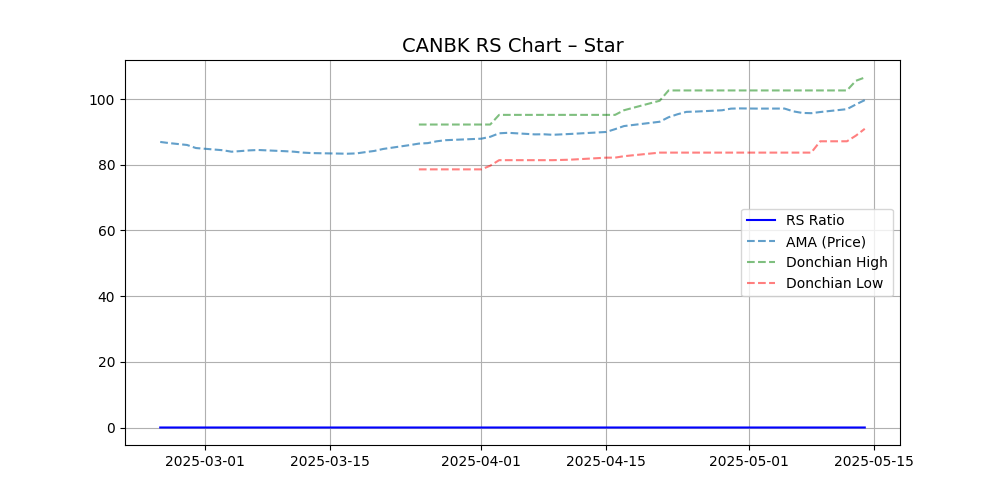 CANBK RS Chart – Star
100
80
60
40
20
0
RS Ratio
AMA (Price)
Donchian High
Donchian Low
2025-03-01
2025-03-15
2025-04-01
2025-04-15
2025-05-01
2025-05-15